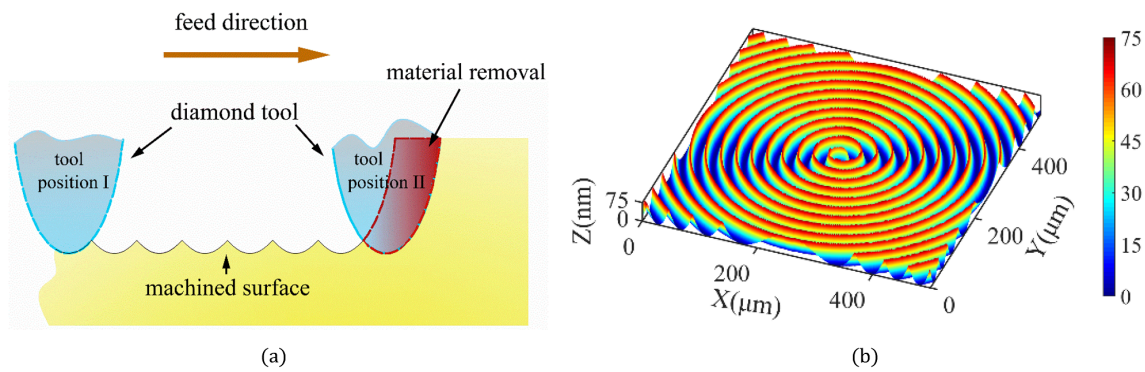 feed direction
material removal
diamond tool
tool
position I
tool
position II
machined surface
(a)
75
60
45
30
15
0
Z(nm)
75
0
0
200
400
X(μm)
0
200
400
Y(μm)
(b)